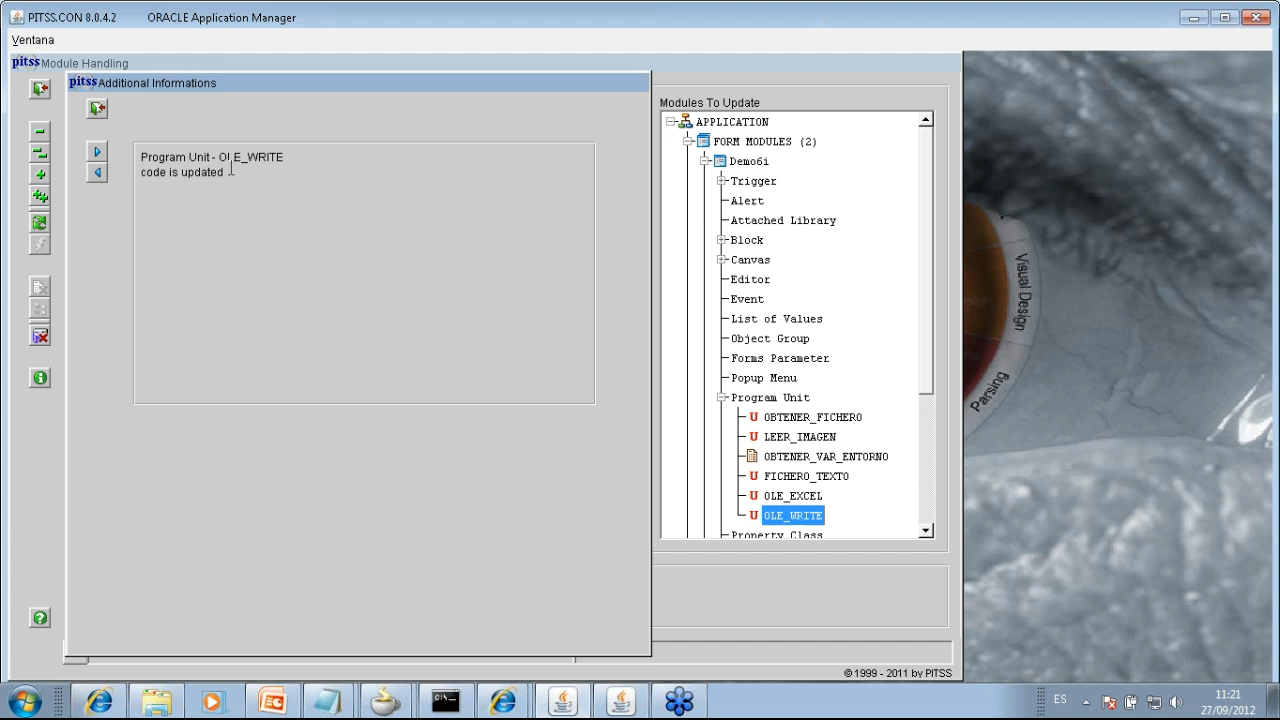 PITSS.CON 8.0.4.2 ORACLE Application Manager
Ventana
pitss Module Handling
pitss Additional Informations
Program Unit - OLE_WRITE
code is updated
Modules To Update
APPLICATION
FORM MODULES (2)
Demo6i
Trigger
Alert
Attached Library
Block
Canvas
Editor
Event
List of Values
Object Group
Forms Parameter
Popup Menu
Program Unit
U OBTENER_FICHERO
U LEER_IMAGEN
OBTENER_VAR_ENTORNO
U FICHERO_TEXTO
U OLE_EXCEL
U OLE_WRITE
Property Class
© 1999 - 2011 by PITSS
Visual Design
Parsing
ES
11:21
27/09/2012